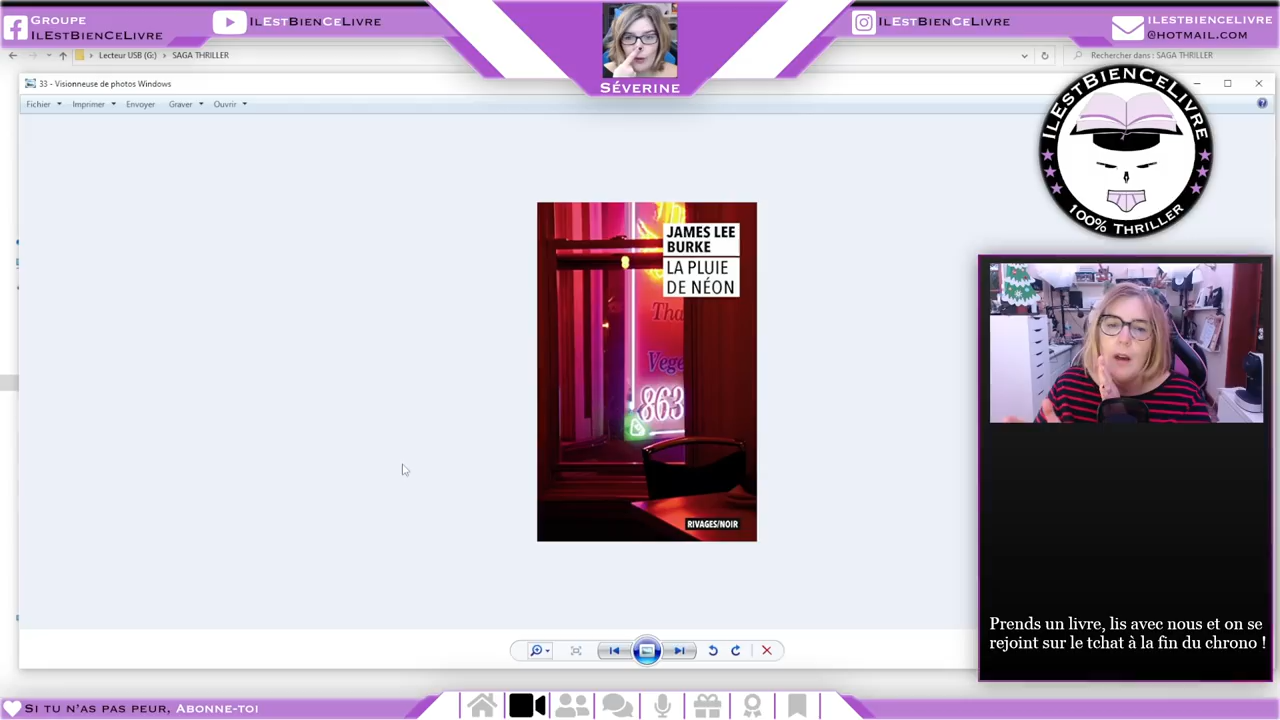 GROUPE
ILESTBIENCELIVRE
ILESTBIENCELIVRE
SÉVERINE
ILESTBIENCELIVRE
ILESTBIENCELIVRE
@HOTMAIL.COM
Lecteur USB (G:) > SAGA THRILLER
Rechercher dans : SAGA THRILLER
33 - Visionneuse de photos Windows
Fichier Imprimer Envoyer Graver Ouvrir
ILESTBIENCELIVRE
100% THRILLER
JAMES LEE
BURKE
LA PLUIE
DE NÉON
Tha
Vege
863
RIVAGES/NOIR
Prends un livre, lis avec nous et on se
rejoint sur le tchat à la fin du chrono !
SI TU N'AS PAS PEUR, ABONNE-TOI